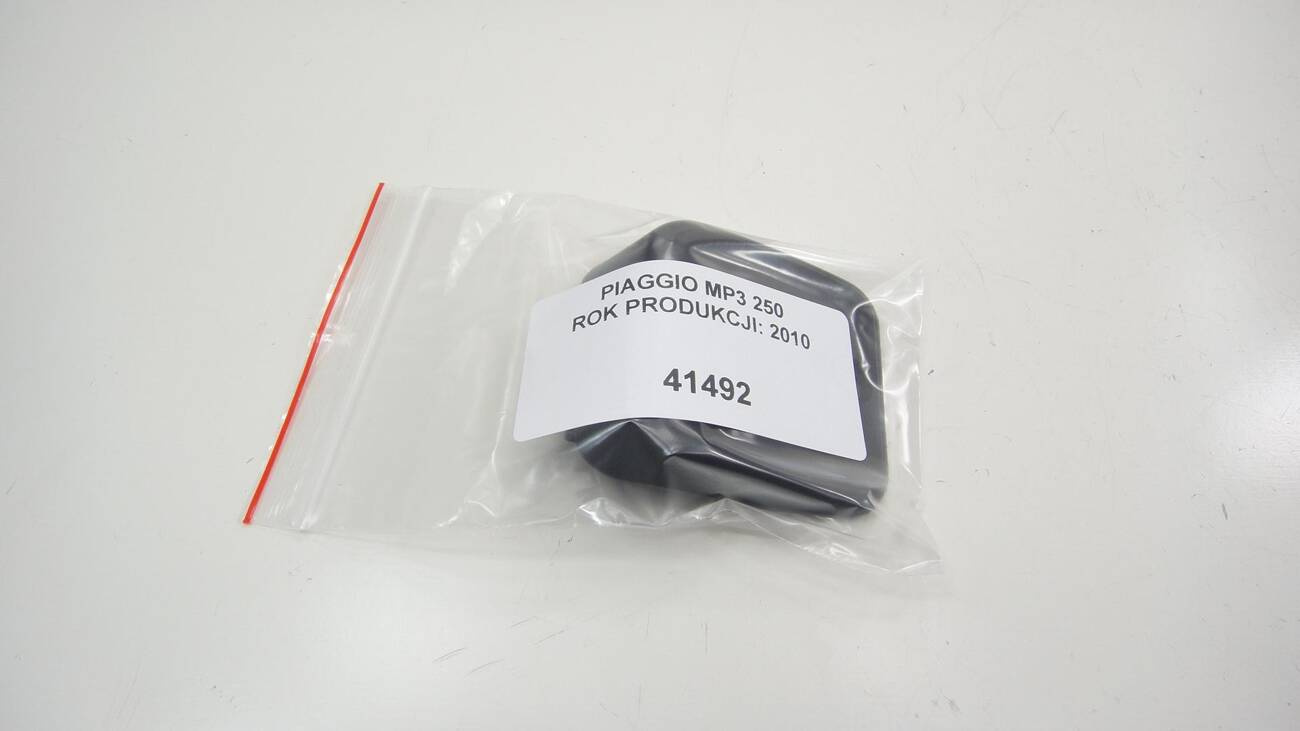 PIAGGIO MP3 250
ROK PRODUKCJI: 2010
41492